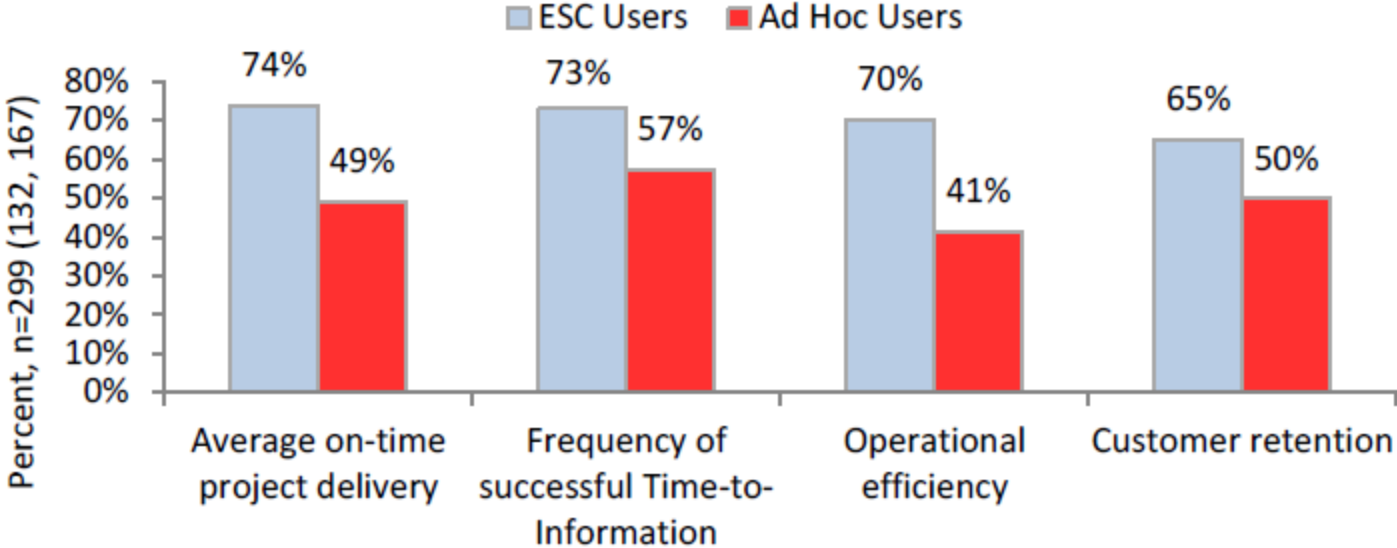 ESC Users Ad Hoc Users
Percent, n=299 (132, 167)
80%
70%
60%
50%
40%
30%
20%
10%
0%
74%
49%
73%
57%
70%
41%
65%
50%
Average on-time
project delivery
Frequency of
successful Time-to-
Information
Operational
efficiency
Customer retention